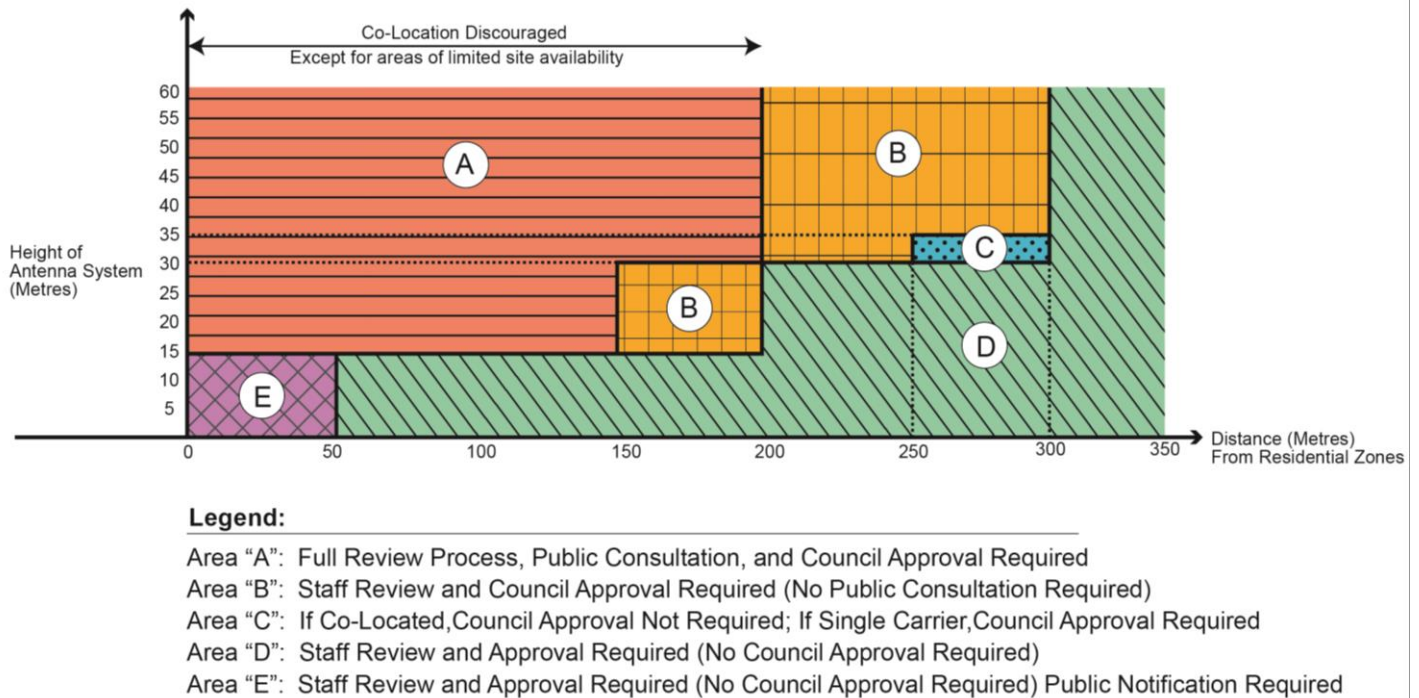 Co-Location Discouraged
Except for areas of limited site availability
60
55
50
45
40
35
30
25
20
15
10
5
Height of
Antenna System
(Metres)
A
B
C
B
D
E
0 50 100 150 200 250 300 350
Distance (Metres)
From Residential Zones
Legend:
Area “A”: Full Review Process, Public Consultation, and Council Approval Required
Area “B”: Staff Review and Council Approval Required (No Public Consultation Required)
Area “C”: If Co-Located,Council Approval Not Required; If Single Carrier,Council Approval Required
Area “D”: Staff Review and Approval Required (No Council Approval Required)
Area “E”: Staff Review and Approval Required (No Council Approval Required) Public Notification Required